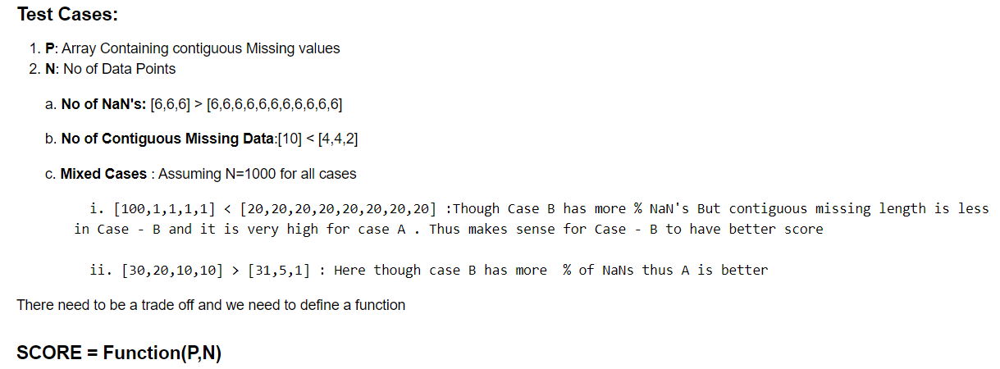 Test Cases:
1. P: Array Containing contiguous Missing values
2. N: No of Data Points
a. No of NaN's: [6,6,6] > [6,6,6,6,6,6,6,6,6,6,6]
b. No of Contiguous Missing Data:[10] < [4,4,2]
c. Mixed Cases : Assuming N=1000 for all cases
i. [100,1,1,1,1] < [20,20,20,20,20,20,20,20] :Though Case B has more % NaN's But contiguous missing length is less
in Case - B and it is very high for case A . Thus makes sense for Case - B to have better score
ii. [30,20,10,10] > [31,5,1] : Here though case B has more % of NaNs thus A is better
There need to be a trade off and we need to define a function
SCORE = Function(P,N)